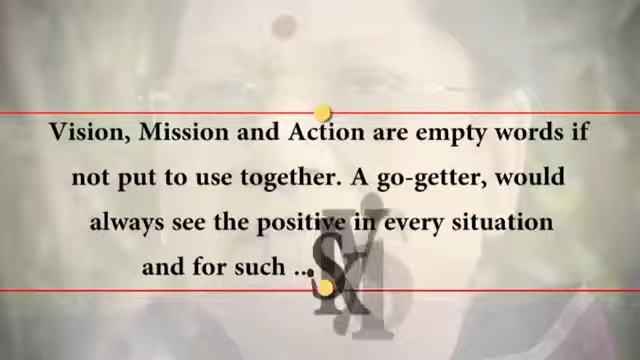 Vision, Mission and Action are empty words if
not put to use together. A go-getter, would
always see the positive in every situation
and for such ...